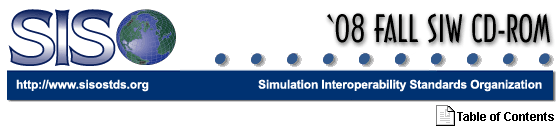 SISO
`08 FALL SIW CD-ROM
http://www.sisostds.org
Simulation Interoperability Standards Organization
Table of Contents